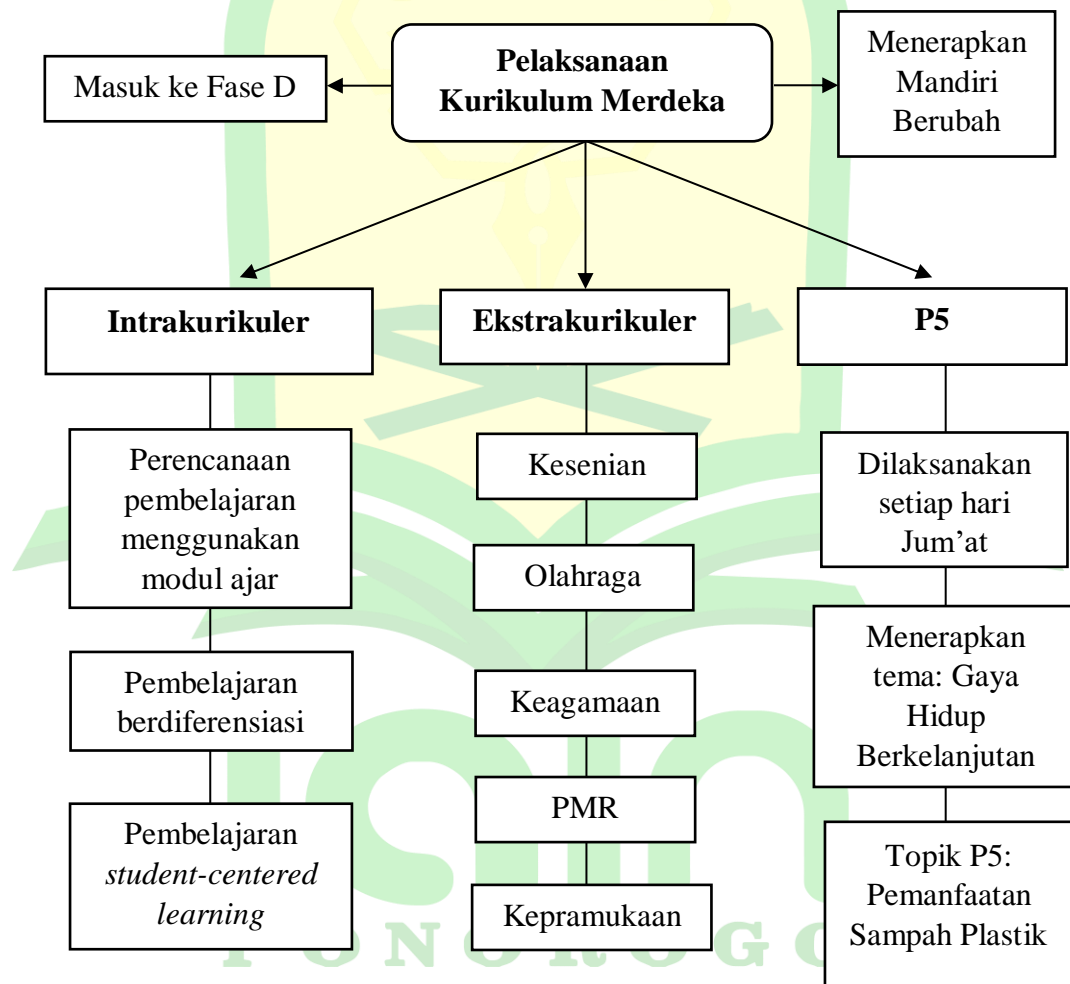 Pelaksanaan
Kurikulum Merdeka
Masuk ke Fase D
Menerapkan
Mandiri
Berubah
Intrakurikuler
Perencanaan
pembelajaran
menggunakan
modul ajar
Pembelajaran
berdiferensiasi
Pembelajaran
student-centered
learning
Ekstrakurikuler
Kesenian
Olahraga
Keagamaan
PMR
Kepramukaan
P5
Dilaksanakan
setiap hari
Jum’at
Menerapkan
tema: Gaya
Hidup
Berkelanjutan
Topik P5:
Pemanfaatan
Sampah Plastik
iain
PONOROGO